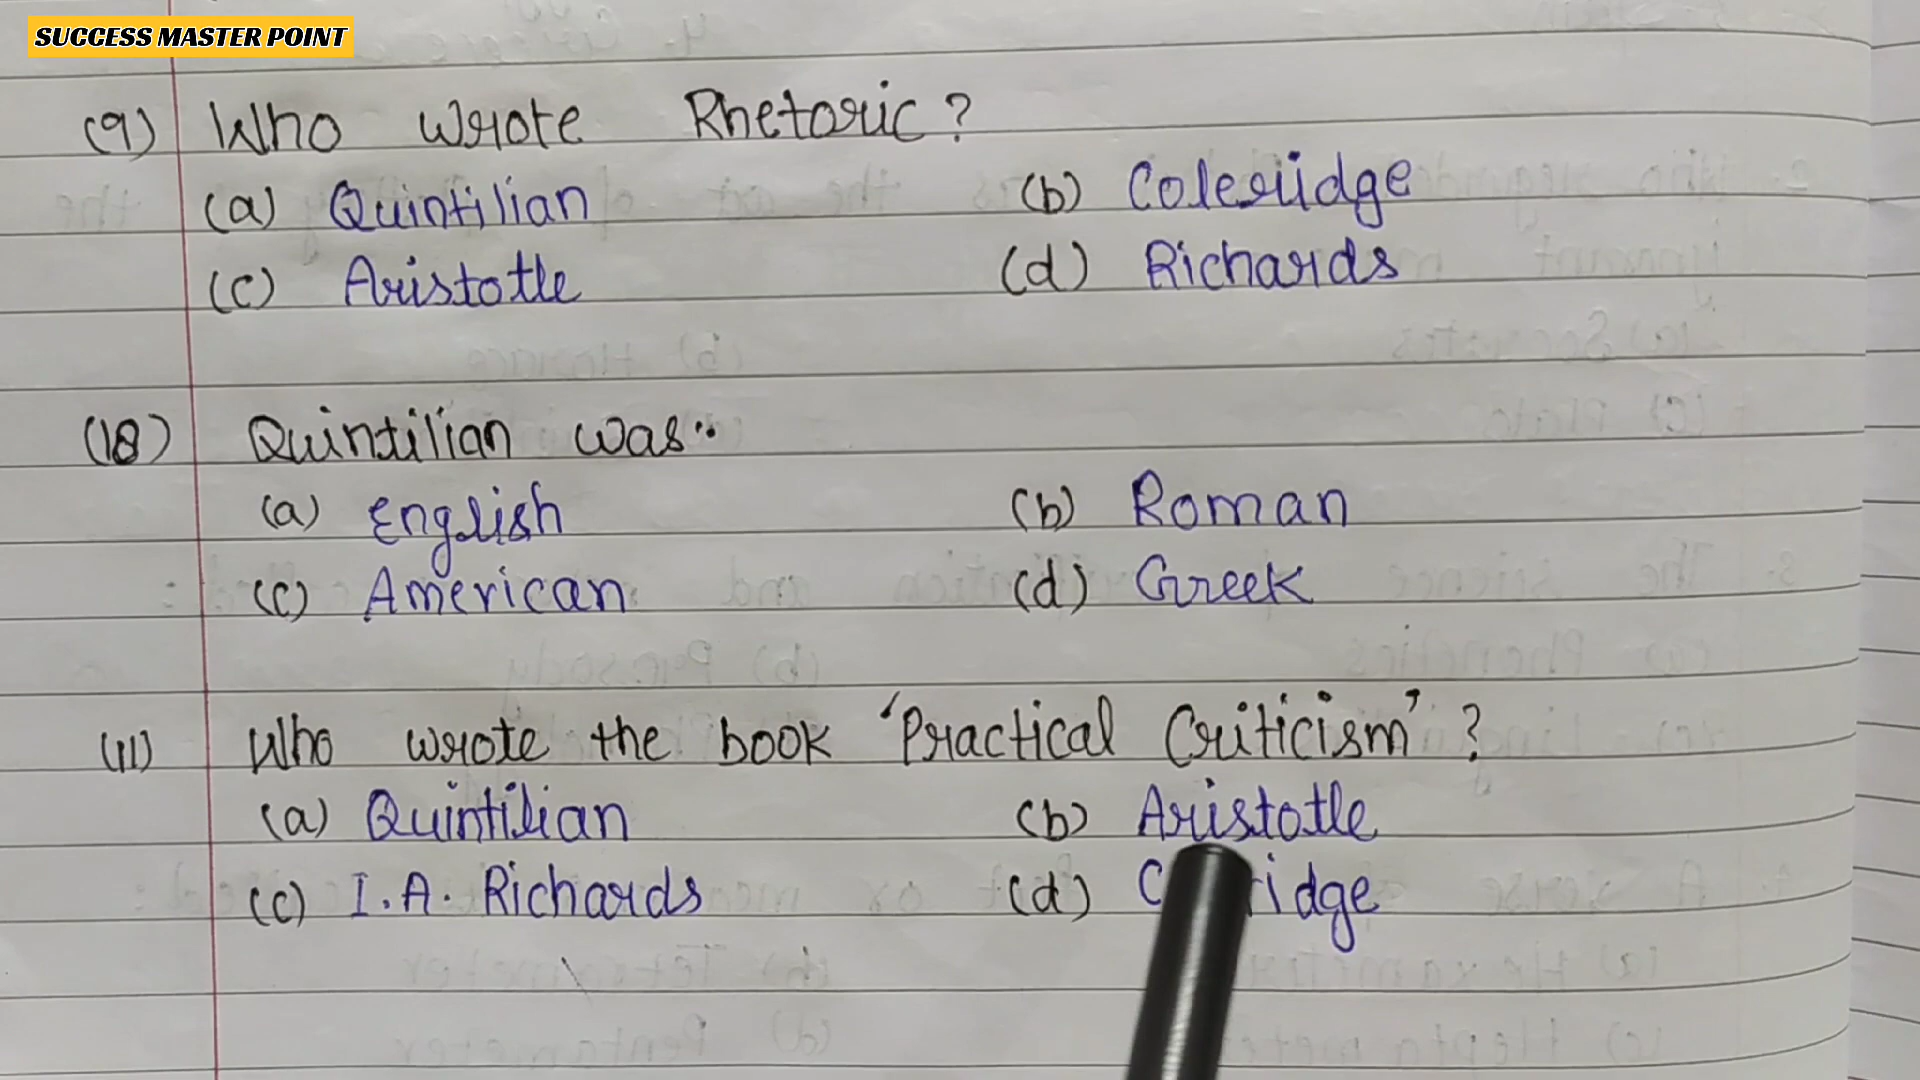 SUCCESS MASTER POINT
(9) Who wrote Rhetoric?
(a) Quintilian (b) Coleridge
(c) Aristotle (d) Richards
(18) Quintilian was..
(a) English (b) Roman
(c) American (d) Greek
(11) Who wrote the book 'Practical Criticism'?
(a) Quintilian (b) Aristotle
(c) I.A. Richards (d)